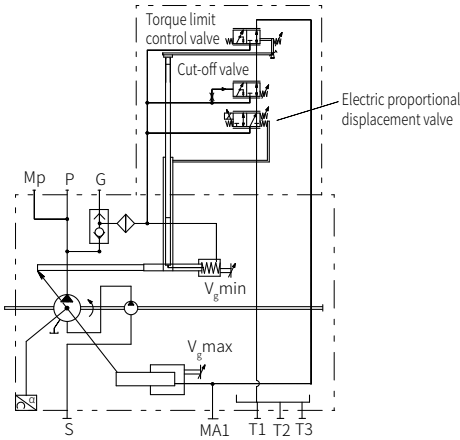 Torque limit
control valve
Cut-off valve
Electric proportional
displacement valve
Mp P G
Vgmin
Vgmax
α
S MA1 T1 T2 T3